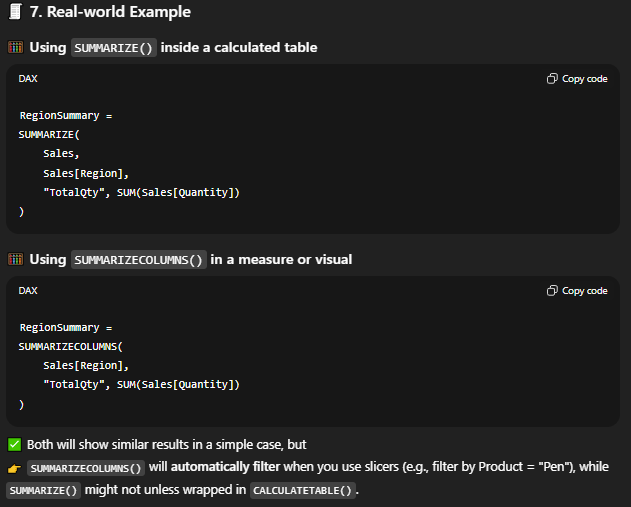 7. Real-world Example
Using SUMMARIZE() inside a calculated table
DAX
Copy code
RegionSummary =
SUMMARIZE(
Sales,
Sales[Region],
"TotalQty", SUM(Sales[Quantity])
)
Using SUMMARIZECOLUMNS() in a measure or visual
DAX
Copy code
RegionSummary =
SUMMARIZECOLUMNS(
Sales[Region],
"TotalQty", SUM(Sales[Quantity])
)
✅ Both will show similar results in a simple case, but
👉 SUMMARIZECOLUMNS() will automatically filter when you use slicers (e.g., filter by Product = "Pen"), while
SUMMARIZE() might not unless wrapped in CALCULATETABLE().